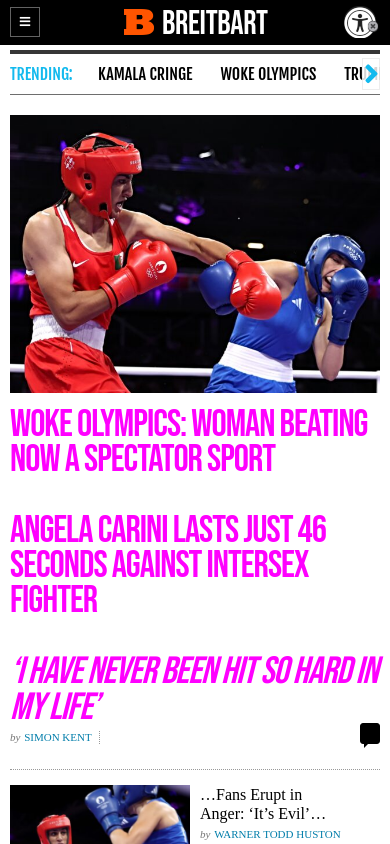 BREITBART
TRENDING: KAMALA CRINGE WOKE OLYMPICS
WOKE OLYMPICS: WOMAN BEATING
NOW A SPECTATOR SPORT
ANGELA CARINI LASTS JUST 46
SECONDS AGAINST INTERSEX
FIGHTER
‘I HAVE NEVER BEEN HIT SO HARD IN
MY LIFE’
by SIMON KENT
…Fans Erupt in
Anger: ‘It’s Evil’…
by WARNER TODD HUSTON